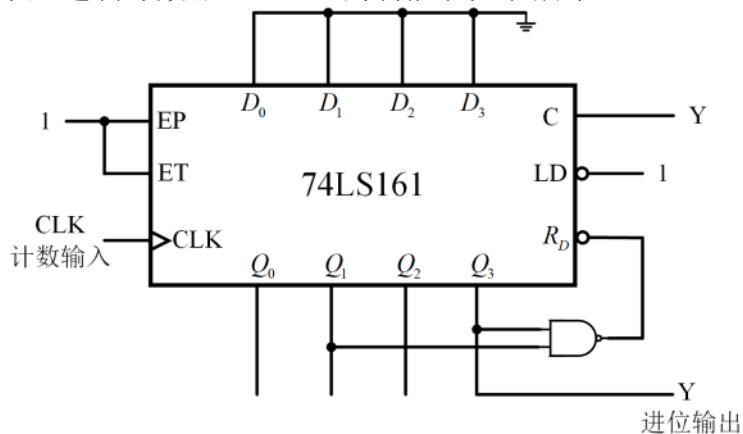 D₀ D₁ D₂ D₃
1 EP C Y
ET 74LS161 LD 1
CLK
计数输入 CLK R_D
Q₀ Q₁ Q₂ Q₃
Y
进位输出